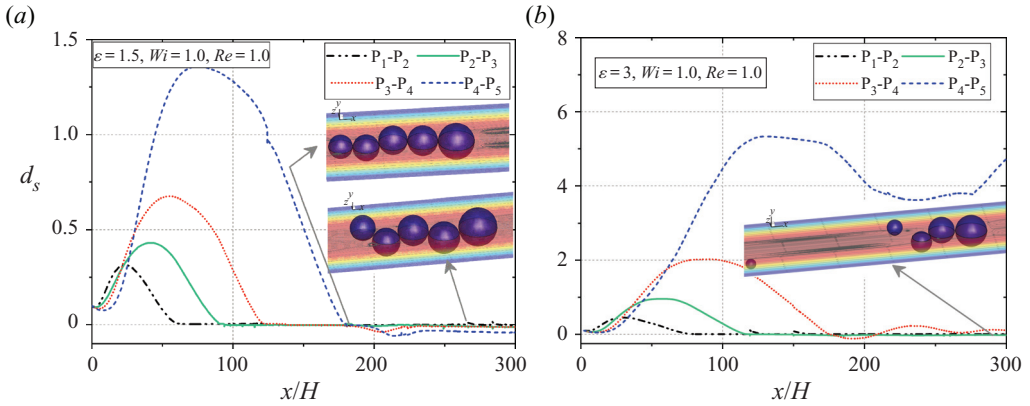 (a)
1.5
1.0
0.5
0
d_s
ε = 1.5, Wi = 1.0, Re = 1.0
P₁-P₂ P₂-P₃
P₃-P₄ P₄-P₅
z y x
z y x
0 100 200 300
x/H
(b)
8
6
4
2
0
ε = 3, Wi = 1.0, Re = 1.0
P₁-P₂ P₂-P₃
P₃-P₄ P₄-P₅
0 100 200 300
x/H